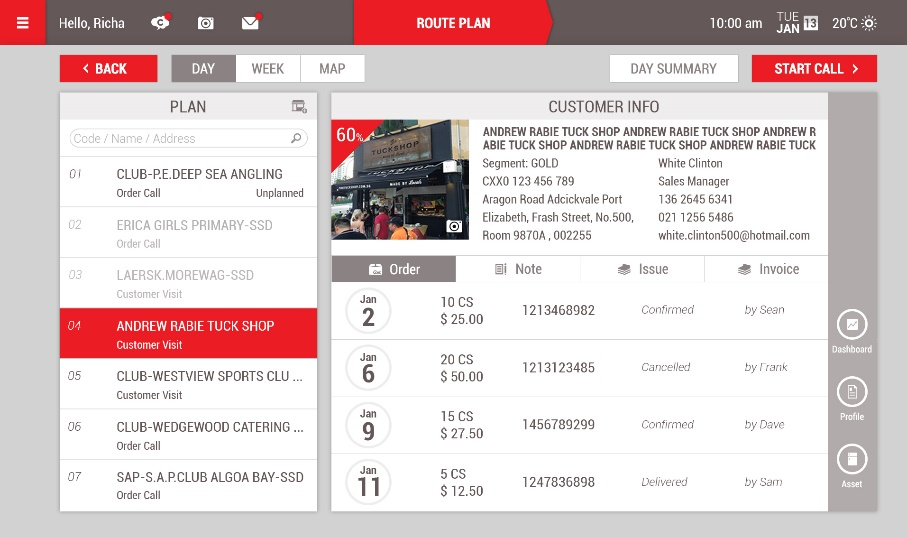 Hello, Richa
ROUTE PLAN
10:00 am
TUE
JAN 13
20°C
BACK
DAY
WEEK
MAP
DAY SUMMARY
START CALL
PLAN
Code / Name / Address
01 CLUB-P.E.DEEP SEA ANGLING
Order Call Unplanned
02 ERICA GIRLS PRIMARY-SSD
Order Call
03 LAERSK.MOREWAG-SSD
Customer Visit
04 ANDREW RABIE TUCK SHOP
Customer Visit
05 CLUB-WESTVIEW SPORTS CLU ...
Customer Visit
06 CLUB-WEDGEWOOD CATERING ...
Order Call
07 SAP-S.A.P.CLUB ALGOA BAY-SSD
Order Call
CUSTOMER INFO
60%
TUCKSHOP
MADE BY Local
ANDREW RABIE TUCK SHOP ANDREW RABIE TUCK SHOP ANDREW R
ABIE TUCK SHOP ANDREW RABIE TUCK SHOP ANDREW RABIE TUCK
Segment: GOLD
CXX0 123 456 789
Aragon Road Adcickvale Port
Elizabeth, Frash Street, No.500,
Room 9870A , 002255
White Clinton
Sales Manager
136 2645 6341
021 1256 5486
white.clinton500@hotmail.com
Order
Note
Issue
Invoice
Jan
2
10 CS
$ 25.00
1213468982
Confirmed
by Sean
Jan
6
20 CS
$ 50.00
1213123485
Cancelled
by Frank
Jan
9
15 CS
$ 27.50
1456789299
Confirmed
by Dave
Jan
11
5 CS
$ 12.50
1247836898
Delivered
by Sam
Dashboard
Profile
Asset